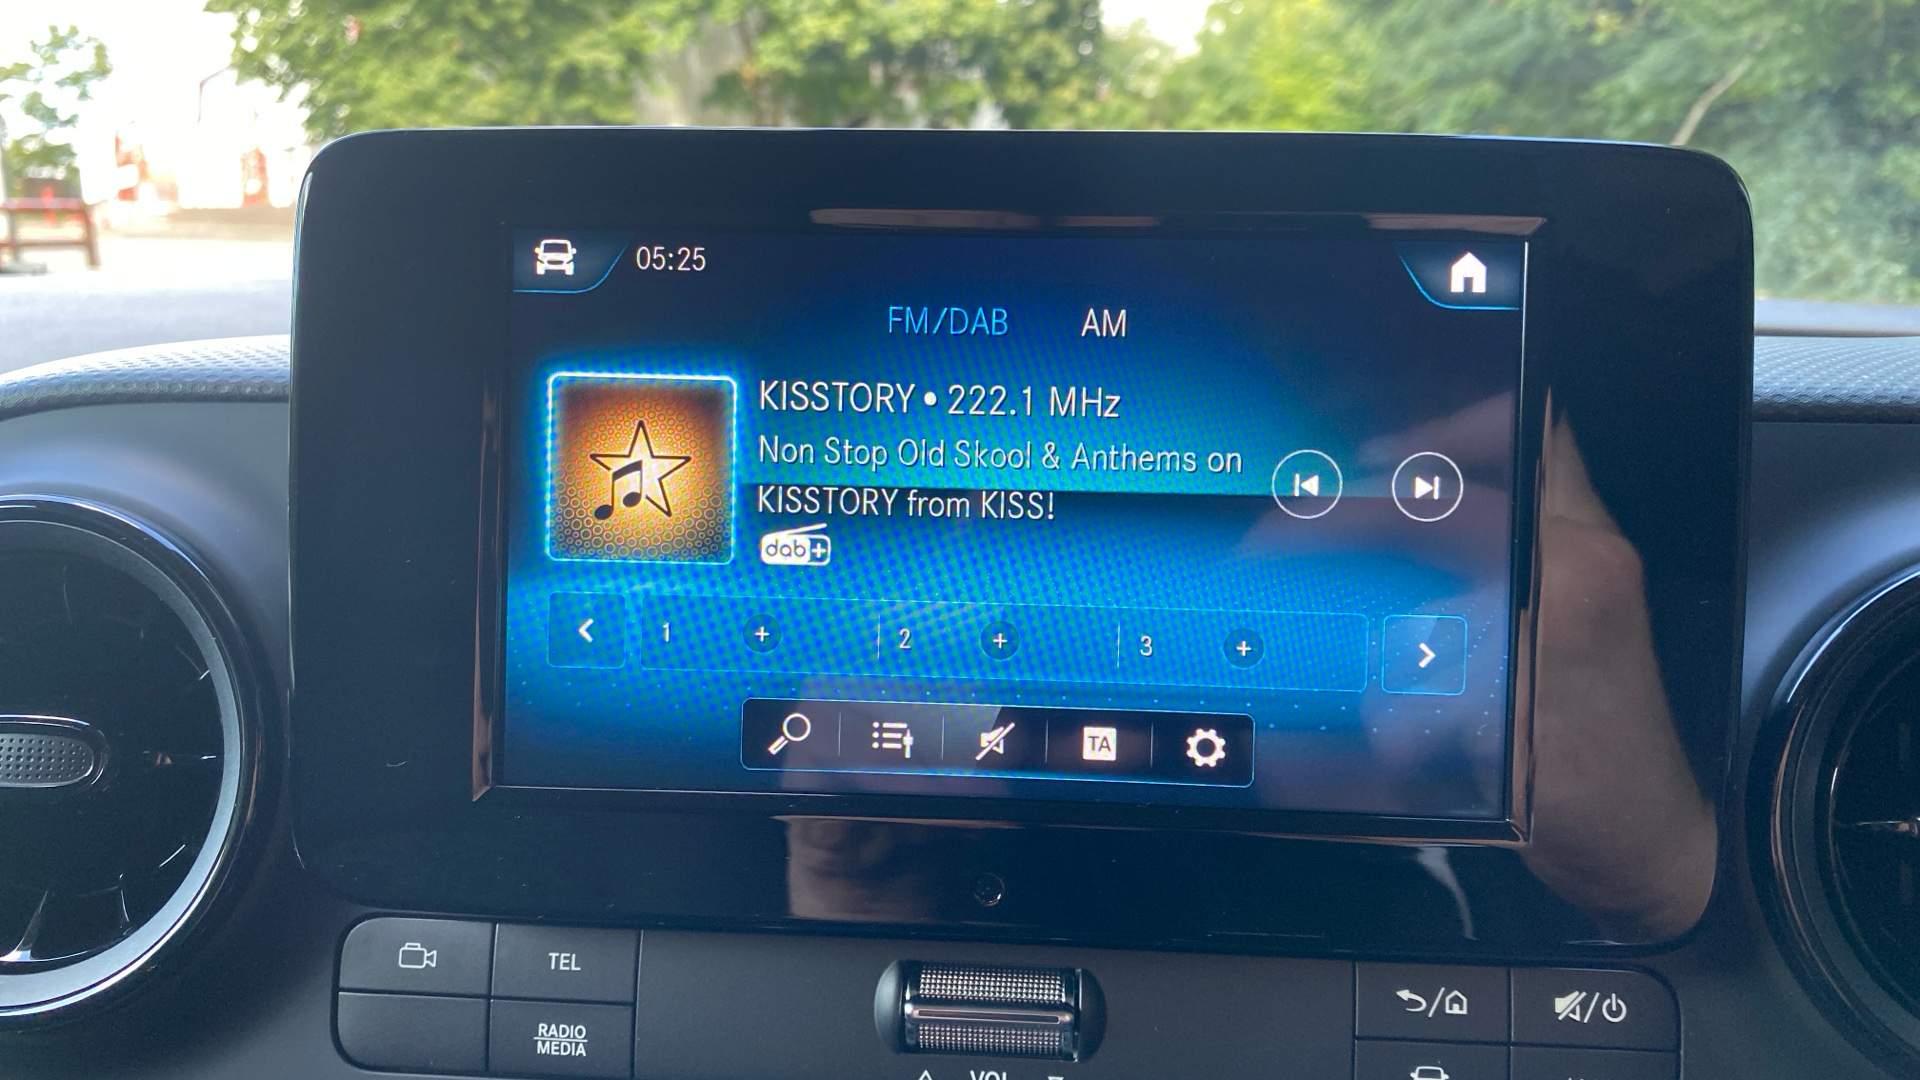 05:25
FM/DAB AM
KISSTORY • 222.1 MHz
Non Stop Old Skool & Anthems on
KISSTORY from KISS!
dab+
1 + 2 + 3 +
TA
TEL
RADIO
MEDIA
VOL